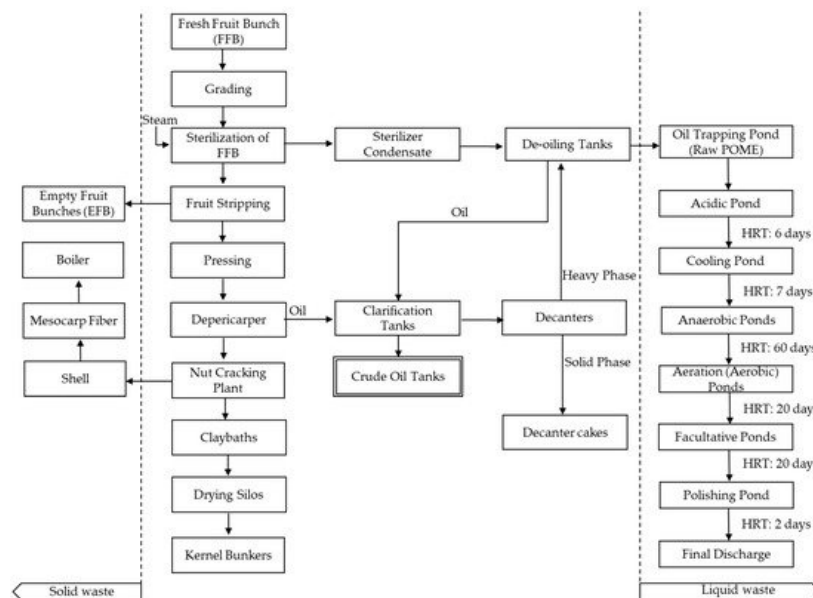 Fresh Fruit Bunch
(FFB)
Grading
Steam
Sterilization of
FFB
Sterilizer
Condensate
De-oiling Tanks
Oil Trapping Pond
(Raw POME)
Empty Fruit
Bunches (EFB)
Fruit Stripping
Oil
Acidic Pond
HRT: 6 days
Boiler
Pressing
Heavy Phase
Cooling Pond
HRT: 7 days
Mesocarp Fiber
Depericarper
Oil
Clarification
Tanks
Decanters
Anaerobic Ponds
HRT: 60 days
Shell
Nut Cracking
Plant
Crude Oil Tanks
Solid Phase
Aeration (Aerobic)
Ponds
HRT: 20 day
Claybaths
Decanter cakes
Facultative Ponds
HRT: 20 day
Drying Silos
Polishing Pond
HRT: 2 days
Kernel Bunkers
Final Discharge
Solid waste
Liquid waste